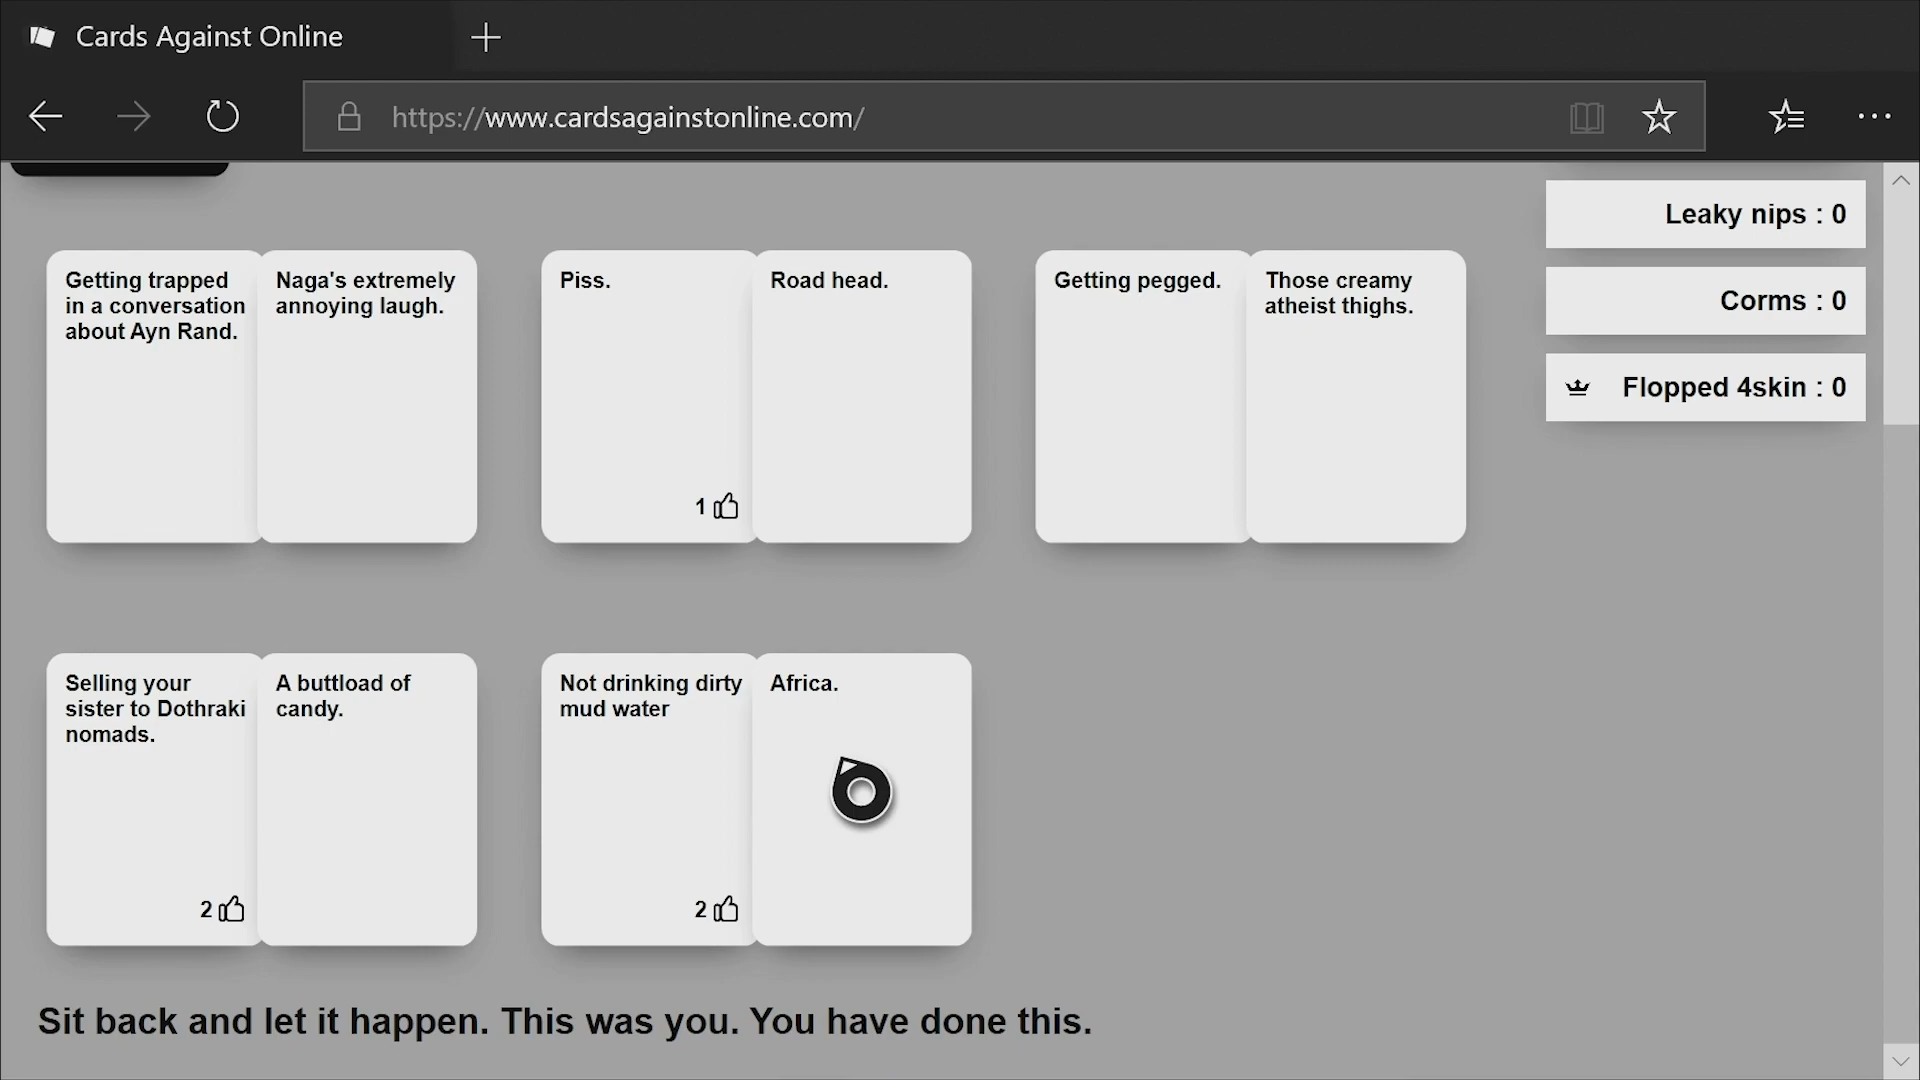 Cards Against Online
https://www.cardsagainstonline.com/
Leaky nips : 0
Corms : 0
Flopped 4skin : 0
Getting trapped
in a conversation
about Ayn Rand.
Naga's extremely
annoying laugh.
Piss.
1
Road head.
Getting pegged.
Those creamy
atheist thighs.
Selling your
sister to Dothraki
nomads.
2
A buttload of
candy.
Not drinking dirty
mud water
2
Africa.
Sit back and let it happen. This was you. You have done this.